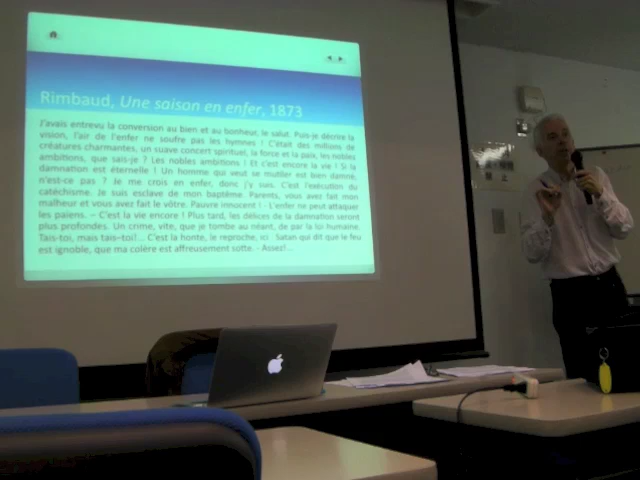 Rimbaud, Une saison en enfer, 1873
J'avais entrevu la conversion au bien et au bonheur, le salut. Puis-je décrire la
vision, l'air de l'enfer ne soufre pas les hymnes ! C'était des millions de
créatures charmantes, un suave concert spirituel, la force et la paix, les nobles
ambitions, que sais-je ? Les nobles ambitions ! Et c'est encore la vie ! Si la
damnation est éternelle ! Un homme qui veut se mutiler est bien damné,
n'est-ce pas ? Je me crois en enfer, donc j'y suis. C'est l'exécution du
catéchisme. Je suis esclave de mon baptême. Parents, vous avez fait mon
malheur et vous avez fait le vôtre. Pauvre innocent ! - L'enfer ne peut attaquer
les païens. – C'est la vie encore ! Plus tard, les délices de la damnation seront
plus profondes. Un crime, vite, que je tombe au néant, de par la loi humaine.
Tais-toi, mais tais–toi!... C'est la honte, le reproche, ici : Satan qui dit que le feu
est ignoble, que ma colère est affreusement sotte. - Assez!...